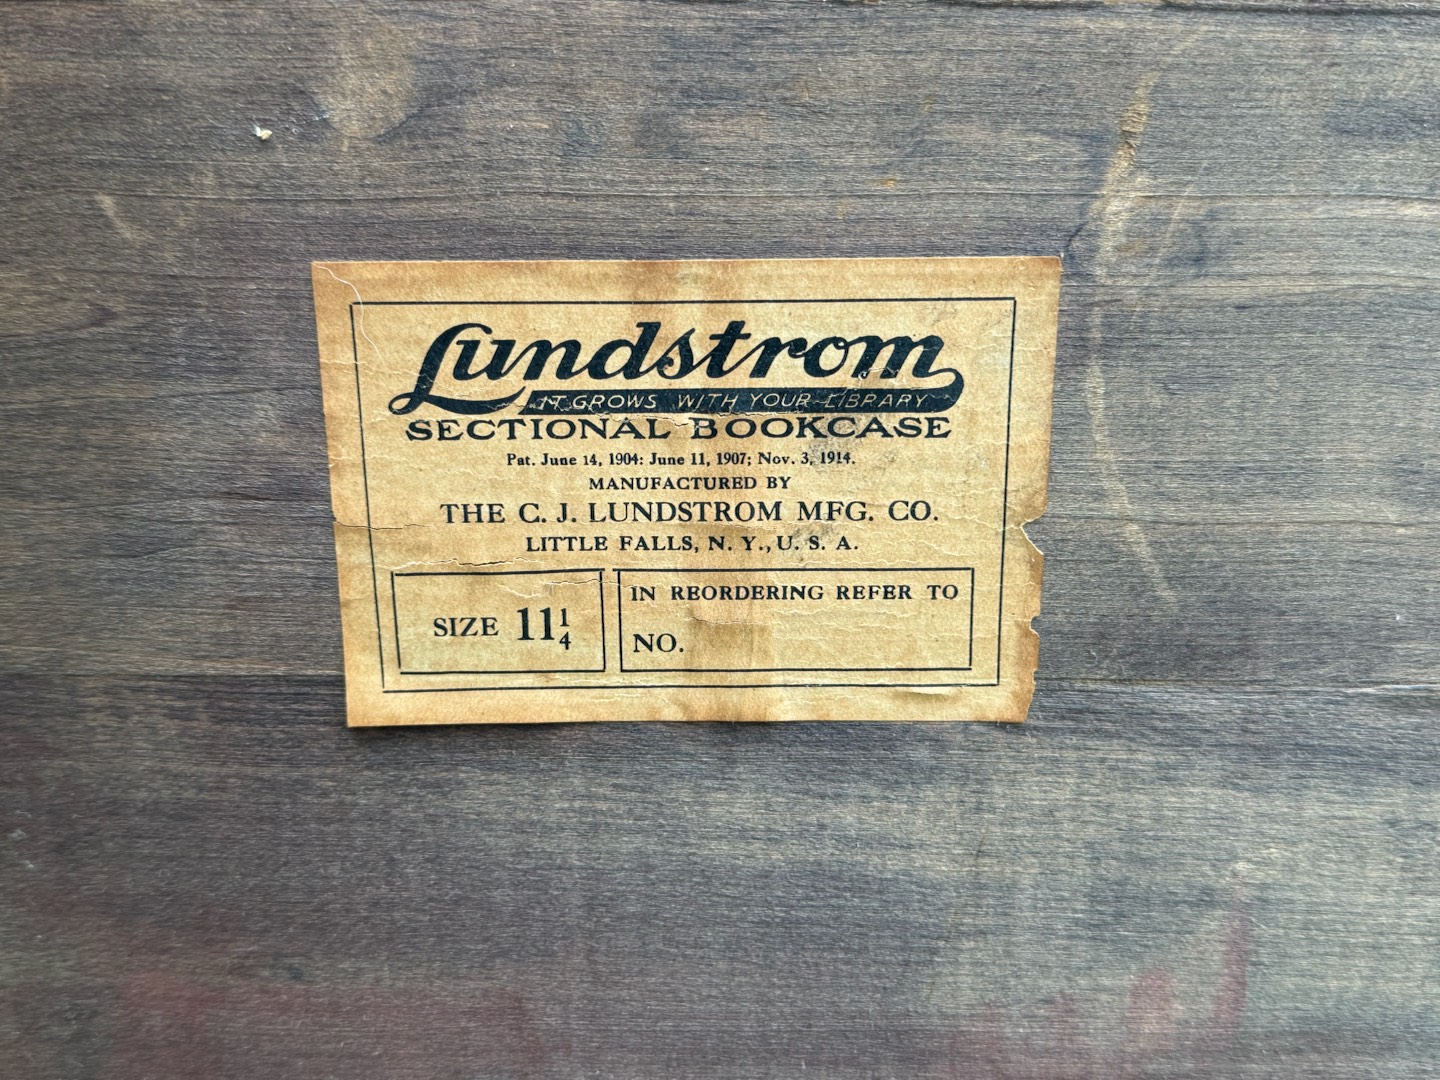 Lundstrom
IT GROWS WITH YOUR LIBRARY
SECTIONAL BOOKCASE
Pat. June 14, 1904: June 11, 1907; Nov. 3, 1914.
MANUFACTURED BY
THE C. J. LUNDSTROM MFG. CO.
LITTLE FALLS, N. Y., U. S. A.
SIZE 11 1/4
IN REORDERING REFER TO
NO.